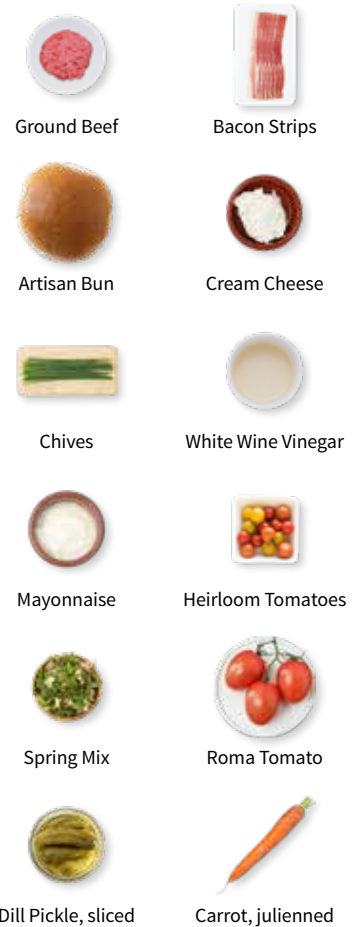 Ground Beef
Bacon Strips
Artisan Bun
Cream Cheese
Chives
White Wine Vinegar
Mayonnaise
Heirloom Tomatoes
Spring Mix
Roma Tomato
Dill Pickle, sliced
Carrot, julienned